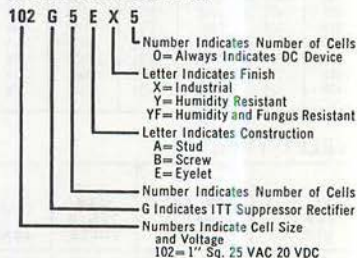 102 G 5 E X 5
Number Indicates Number of Cells
O= Always Indicates DC Device
Letter Indicates Finish
X= Industrial
Y= Humidity Resistant
YF= Humidity and Fungus Resistant
Letter Indicates Construction
A= Stud
B= Screw
E= Eyelet
Number Indicates Number of Cells
G Indicates ITT Suppressor Rectifier
Numbers Indicate Cell Size
and Voltage
102=1" Sq. 25 VAC 20 VDC